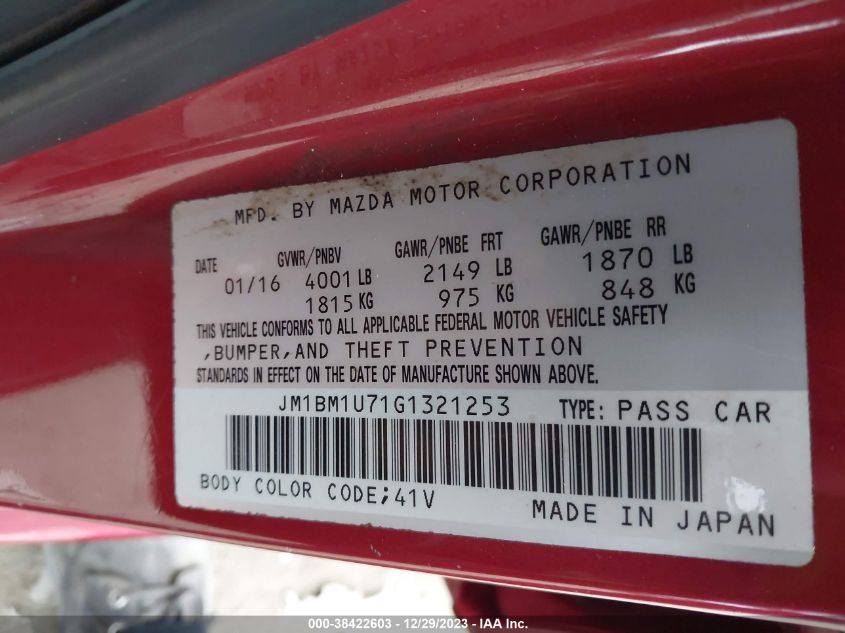 MFD. BY MAZDA MOTOR CORPORATION
DATE GVWR/PNBV GAWR/PNBE FRT GAWR/PNBE RR
01/16 4001 LB 2149 LB 1870 LB
1815 KG 975 KG 848 KG
THIS VEHICLE CONFORMS TO ALL APPLICABLE FEDERAL MOTOR VEHICLE SAFETY
,BUMPER,AND THEFT PREVENTION
STANDARDS IN EFFECT ON THE DATE OF MANUFACTURE SHOWN ABOVE.
JM1BM1U71G1321253 TYPE: PASS CAR
BODY COLOR CODE;41V MADE IN JAPAN
000-38422603 - 12/29/2023 - IAA Inc.